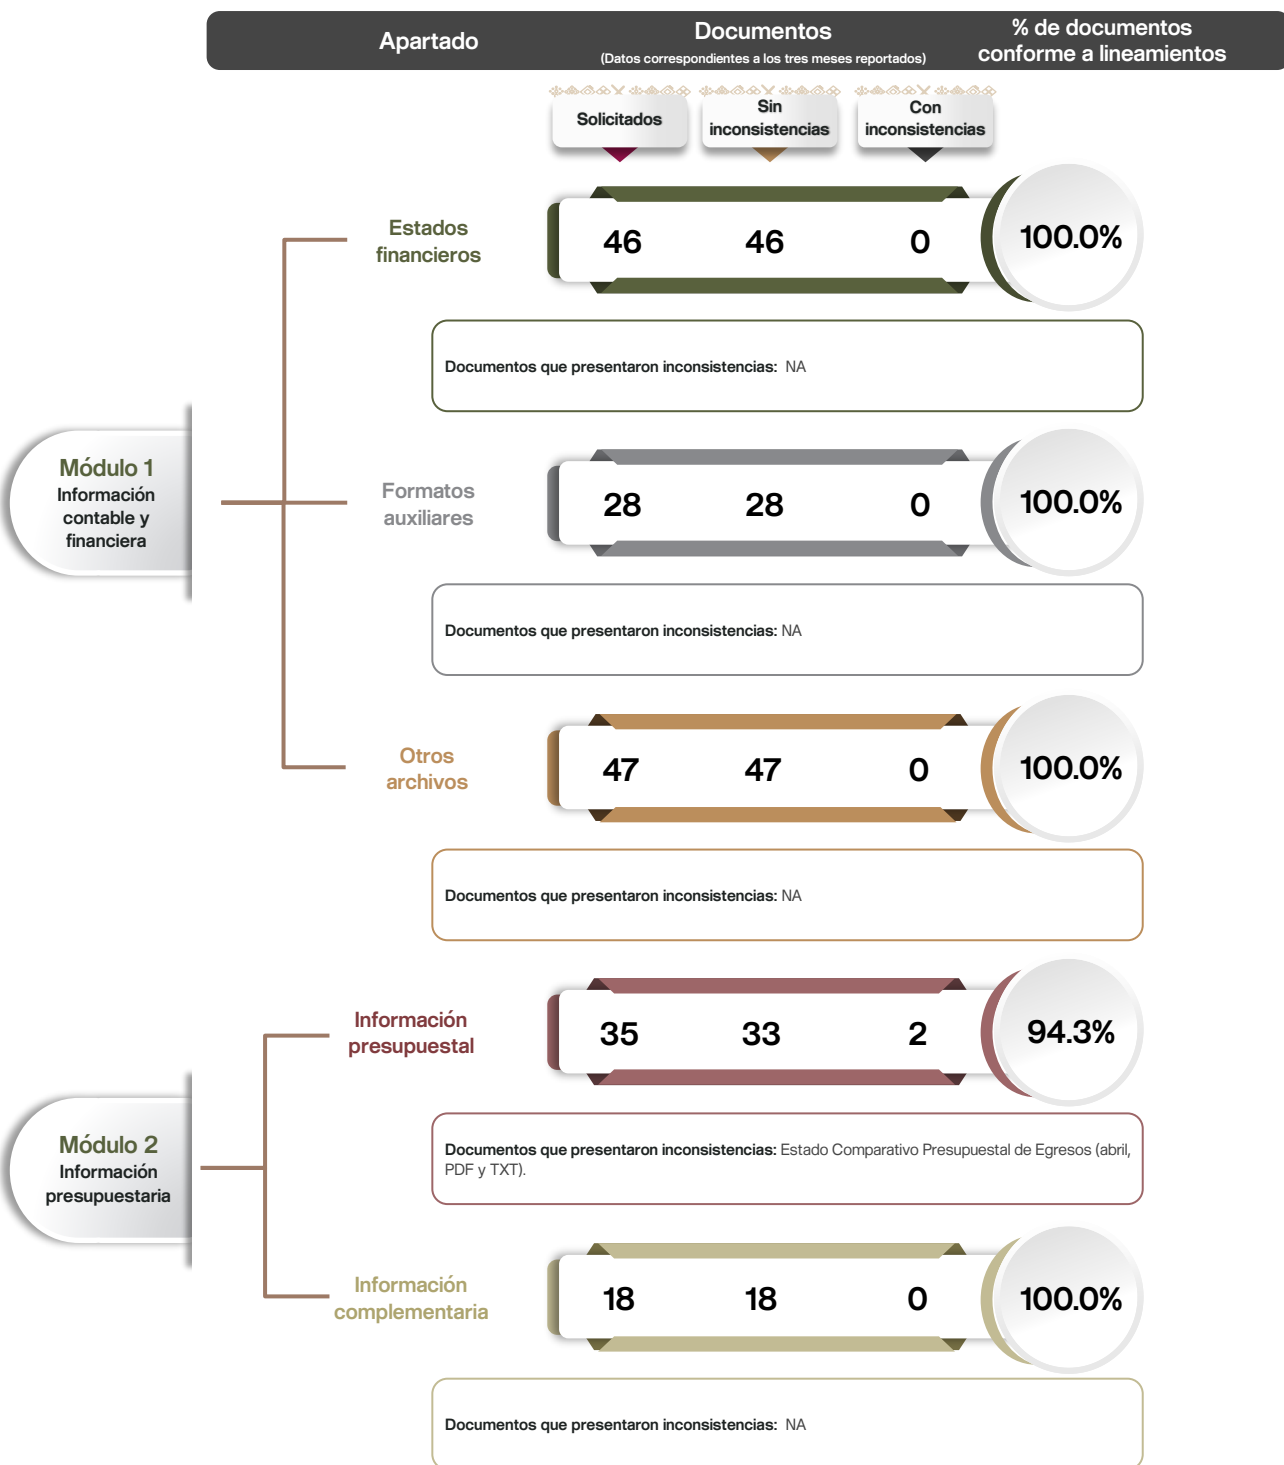 Apartado
Documentos
(Datos correspondientes a los tres meses reportados)
% de documentos
conforme a lineamientos
Solicitados
Sin
inconsistencias
Con
inconsistencias
Módulo 1
Información
contable y
financiera
Estados
financieros
46 46 0 100.0%
Documentos que presentaron inconsistencias: NA
Formatos
auxiliares
28 28 0 100.0%
Documentos que presentaron inconsistencias: NA
Otros
archivos
47 47 0 100.0%
Documentos que presentaron inconsistencias: NA
Módulo 2
Información
presupuestaria
Información
presupuestal
35 33 2 94.3%
Documentos que presentaron inconsistencias: Estado Comparativo Presupuestal de Egresos (abril,
PDF y TXT).
Información
complementaria
18 18 0 100.0%
Documentos que presentaron inconsistencias: NA